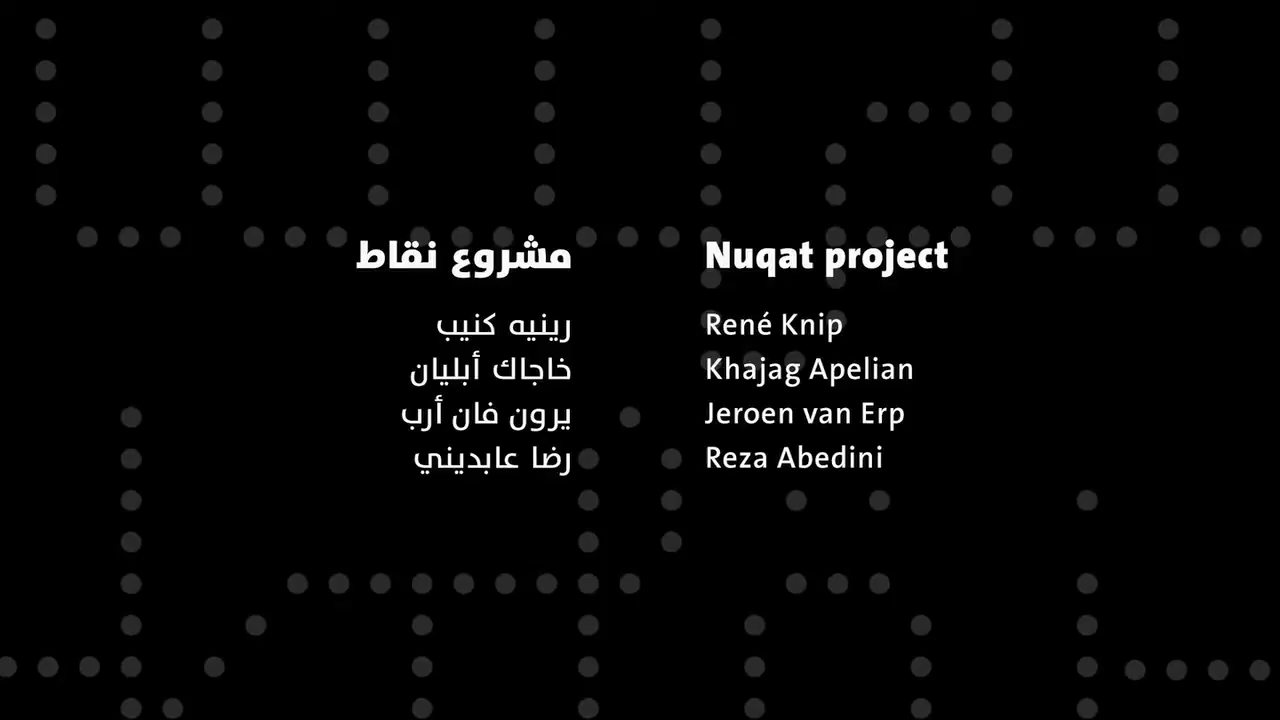 مشروع نقاط
رينيه كنيب
خاجاك أبليان
يرون فان أرب
رضا عابديني
Nuqat project
René Knip
Khajag Apelian
Jeroen van Erp
Reza Abedini